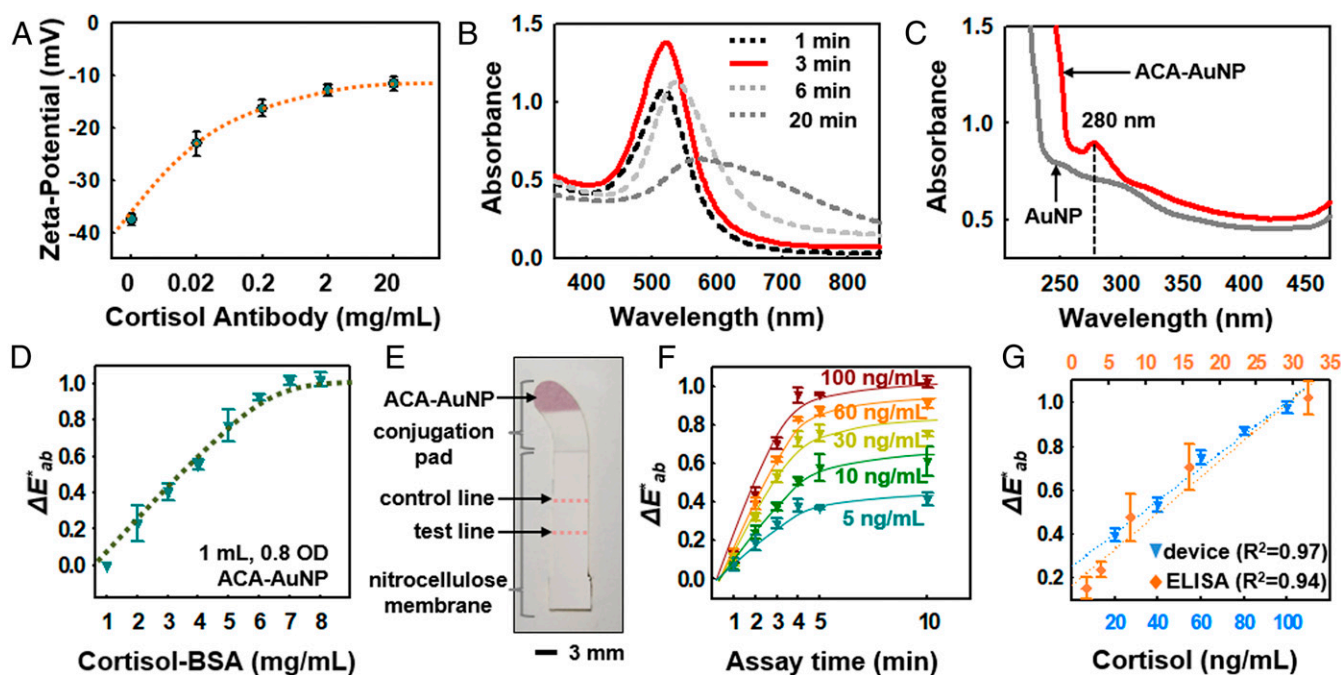 A
Zeta-Potential (mV)
0
-10
-20
-30
-40
0 0.02 0.2 2 20
Cortisol Antibody (mg/mL)
B
Absorbance
1.5
1.0
0.5
0.0
1 min
3 min
6 min
20 min
400 500 600 700 800
Wavelength (nm)
C
Absorbance
1.5
1.0
0.5
ACA-AuNP
280 nm
AuNP
250 300 350 400 450
Wavelength (nm)
D
ΔE*ab
1.0
0.8
0.6
0.4
0.2
0.0
1 mL, 0.8 OD
ACA-AuNP
1 2 3 4 5 6 7 8
Cortisol-BSA (mg/mL)
E
ACA-AuNP
conjugation
pad
control line
test line
nitrocellulose
membrane
3 mm
F
ΔE*ab
1.0
0.8
0.6
0.4
0.2
0.0
100 ng/mL
60 ng/mL
30 ng/mL
10 ng/mL
5 ng/mL
1 2 3 4 5 10
Assay time (min)
G
0 5 10 15 20 25 30 35
ΔE*ab
1.0
0.8
0.6
0.4
0.2
device (R²=0.97)
ELISA (R²=0.94)
20 40 60 80 100
Cortisol (ng/mL)